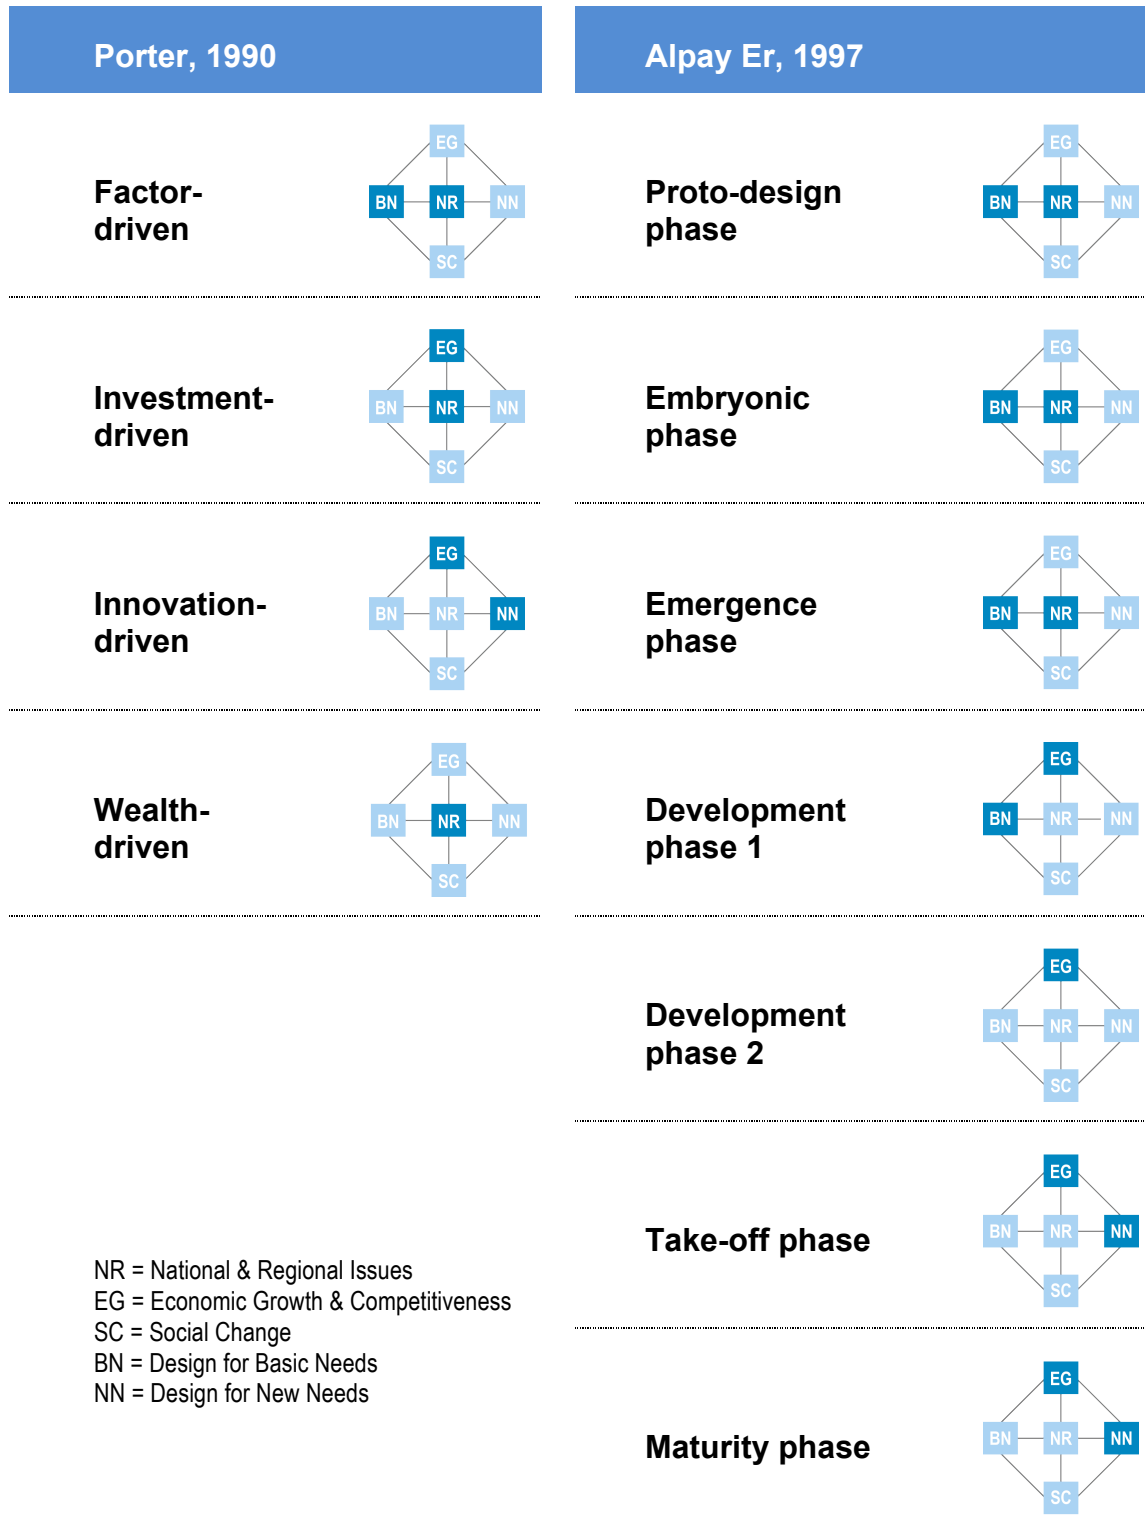 Porter, 1990
Factor-
driven
EG
BN NR NN
SC
Investment-
driven
EG
BN NR NN
SC
Innovation-
driven
EG
BN NR NN
SC
Wealth-
driven
EG
BN NR NN
SC
NR = National & Regional Issues
EG = Economic Growth & Competitiveness
SC = Social Change
BN = Design for Basic Needs
NN = Design for New Needs
Alpay Er, 1997
Proto-design
phase
EG
BN NR NN
SC
Embryonic
phase
EG
BN NR NN
SC
Emergence
phase
EG
BN NR NN
SC
Development
phase 1
EG
BN NR NN
SC
Development
phase 2
EG
BN NR NN
SC
Take-off phase
EG
BN NR NN
SC
Maturity phase
EG
BN NR NN
SC